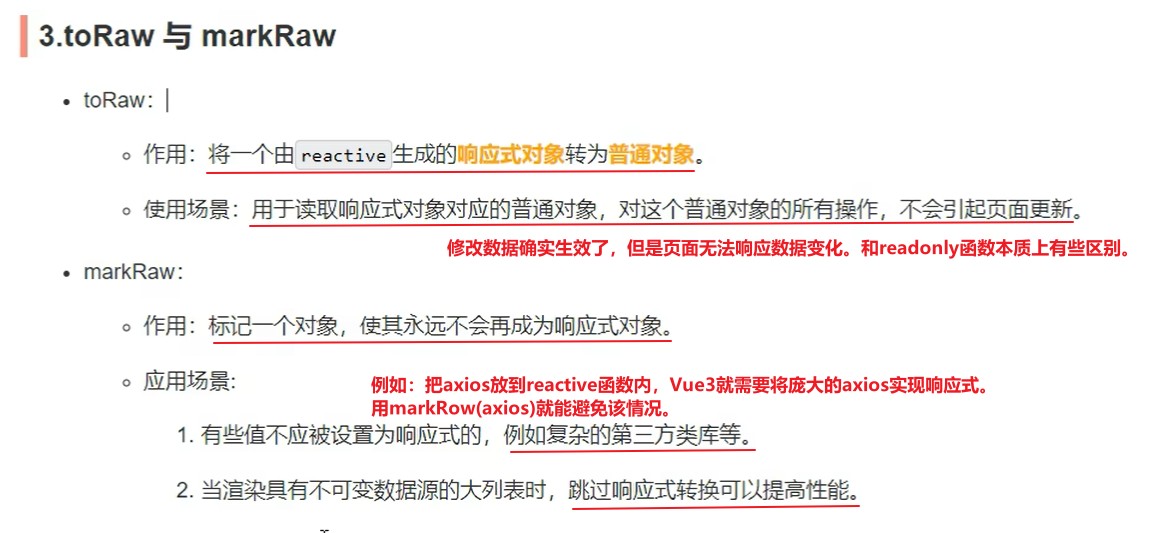 3.toRaw 与 markRaw
• toRaw：
◦ 作用：将一个由reactive生成的响应式对象转为普通对象。
◦ 使用场景：用于读取响应式对象对应的普通对象，对这个普通对象的所有操作，不会引起页面更新。
修改数据确实生效了，但是页面无法响应数据变化。和readonly函数本质上有些区别。
• markRaw：
◦ 作用：标记一个对象，使其永远不会再成为响应式对象。
◦ 应用场景:
例如：把axios放到reactive函数内，Vue3就需要将庞大的axios实现响应式。
用markRow(axios)就能避免该情况。
1. 有些值不应被设置为响应式的，例如复杂的第三方类库等。
2. 当渲染具有不可变数据源的大列表时，跳过响应式转换可以提高性能。